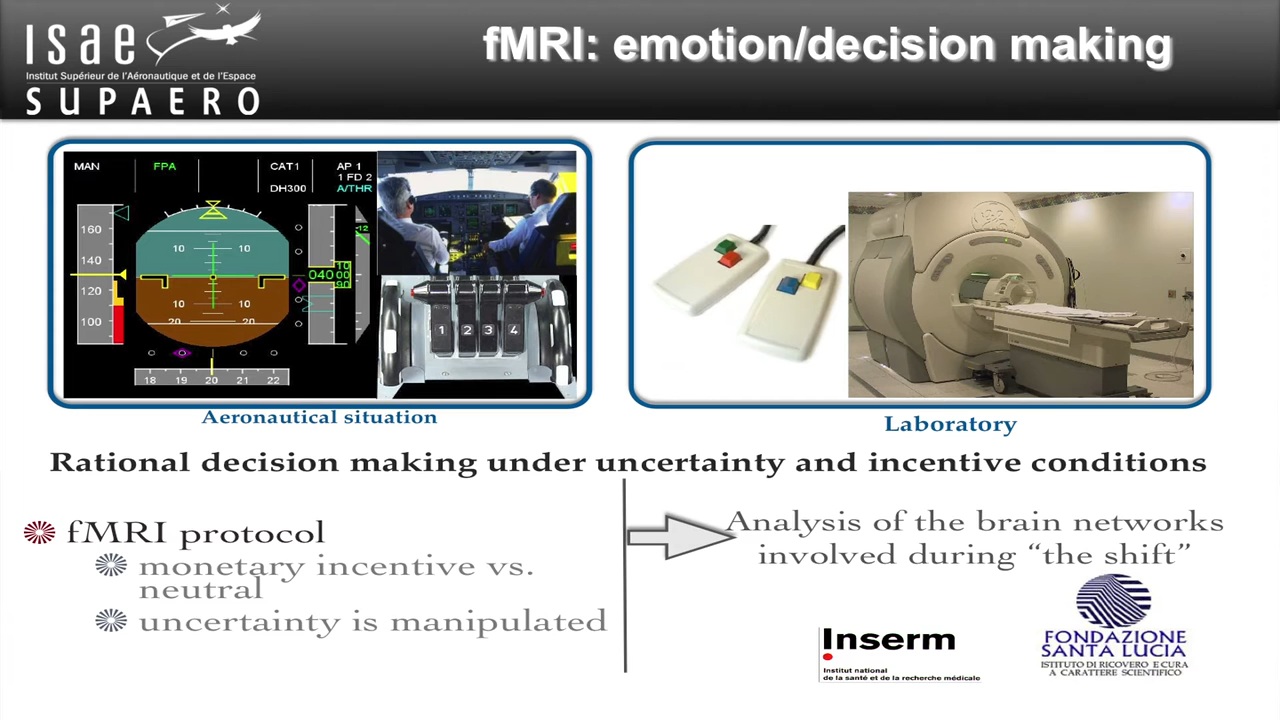 ISAE
Institut Supérieur de l'Aéronautique et de l'Espace
SUPAERO
fMRI: emotion/decision making
MAN
FPA
CAT1
AP 1
1 FD 2
DH300
A/THR
160
140
120
100
10
10
10
10
20
20
040
10
00
90
-12
18
19
20
21
22
1
2
3
4
Aeronautical situation
Laboratory
Rational decision making under uncertainty and incentive conditions
fMRI protocol
monetary incentive vs.
neutral
uncertainty is manipulated
Analysis of the brain networks
involved during “the shift”
Inserm
Institut national
de la santé et de la recherche médicale
FONDAZIONE
SANTA LUCIA
ISTITUTO DI RICOVERO E CURA
A CARATTERE SCIENTIFICO